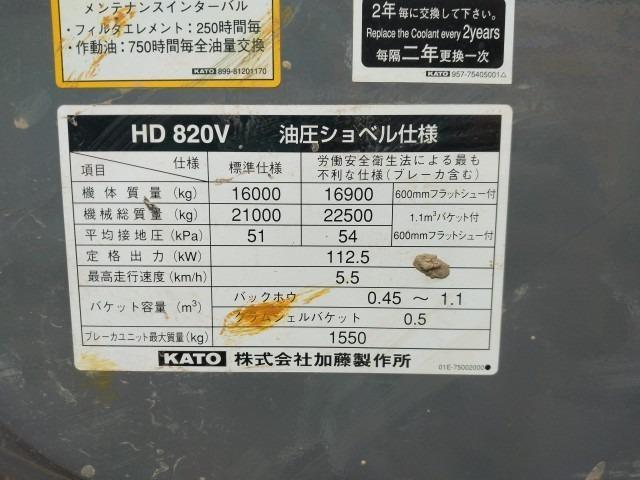 メンテナンスインターバル
・フィルタエレメント:250時間毎
・作動油:750時間毎全油量交換
KATO 899-81201170
2年毎に交換して下さい。
Replace the Coolant every 2years
每隔二年更換一次
KATO 957-75405001△
HD 820V 油圧ショベル仕様
項目 仕様 標準仕様 労働安全衛生法による最も
不利な仕様(ブレーカ含む)
機体質量(kg) 16000 16900 600mmフラットシュー付
機械総質量(kg) 21000 22500 1.1m³バケット付
平均接地圧(kPa) 51 54 600mmフラットシュー付
定格出力(kW) 112.5
最高走行速度(km/h) 5.5
バケット容量(m³) バックホウ 0.45 ~ 1.1
クラムシェルバケット 0.5
ブレーカユニット最大質量(kg) 1550
KATO 株式会社加藤製作所
01E-75002000●